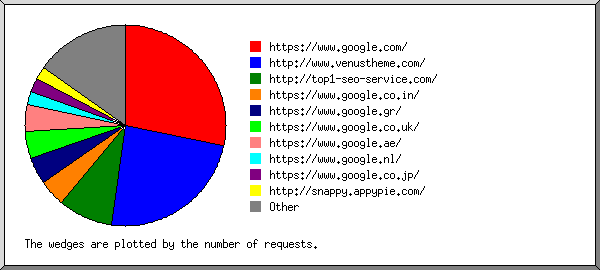 https://www.google.com/
http://www.venustheme.com/
http://top1-seo-service.com/
https://www.google.co.in/
https://www.google.gr/
https://www.google.co.uk/
https://www.google.ae/
https://www.google.nl/
https://www.google.co.jp/
http://snappy.appypie.com/
Other
The wedges are plotted by the number of requests.